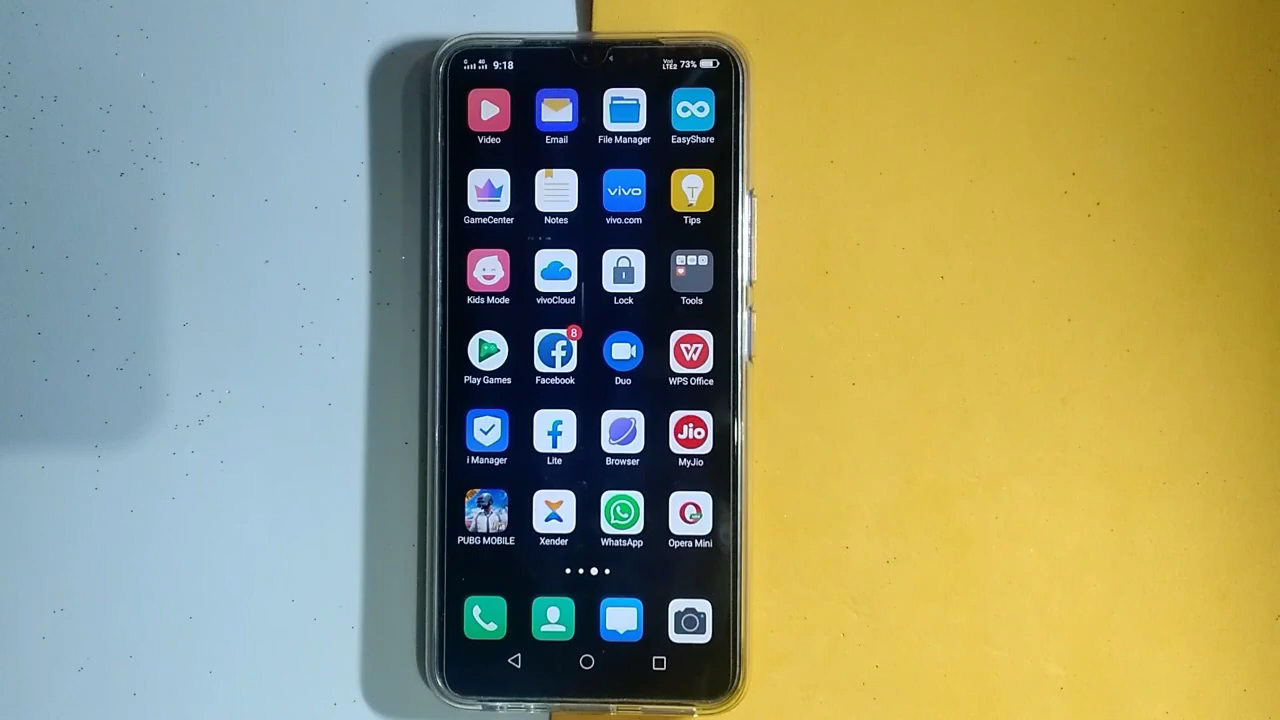 9:18
LTE2 73%
Video Email File Manager EasyShare
vivo
GameCenter Notes vivo.com Tips
Kids Mode vivoCloud Lock Tools
8
Play Games Facebook Duo WPS Office
Jio
i Manager Lite Browser MyJio
PUBG MOBILE Xender WhatsApp Opera Mini